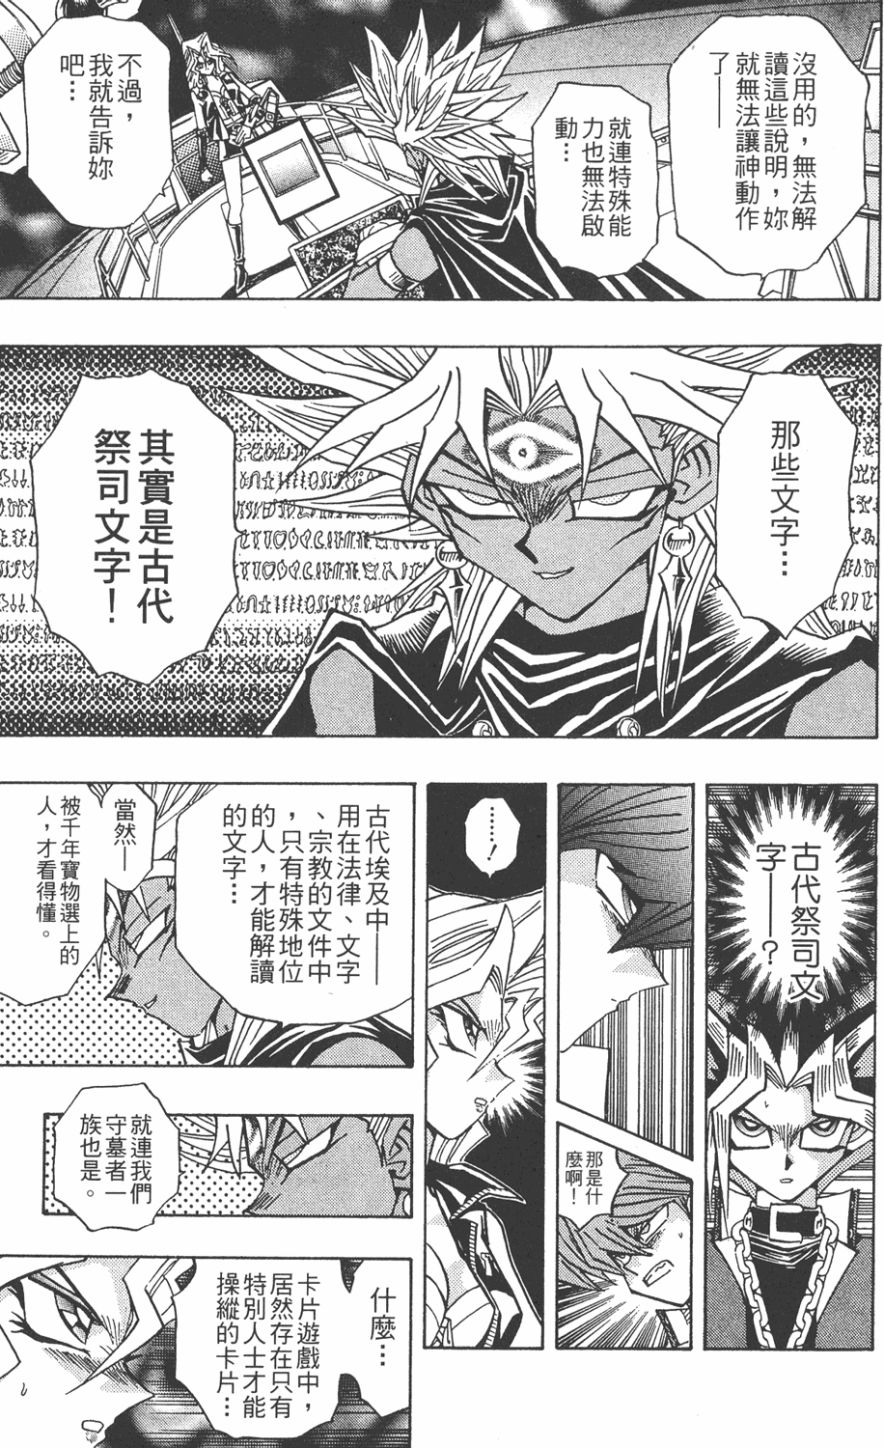 沒用的，無法解
讀這些說明，妳
就無法讓神動作
了——
就連特殊能
力也無法啟
動…
不過，
我就告訴妳
吧…
那些文字…
其實是古代
祭司文字！
古代祭司文
字——？
那是什
麼啊！
……！
古代埃及中——
用在法律、文字
、宗教的文件中
，只有特殊地位
的人，才能解讀
的文字…
當然——
被千年寶物選上的
人，才看得懂。
就連我們
守墓者一
族也是。
什麼…
卡片遊戲中，
居然存在只有
特別人士才能
操縱的卡片…